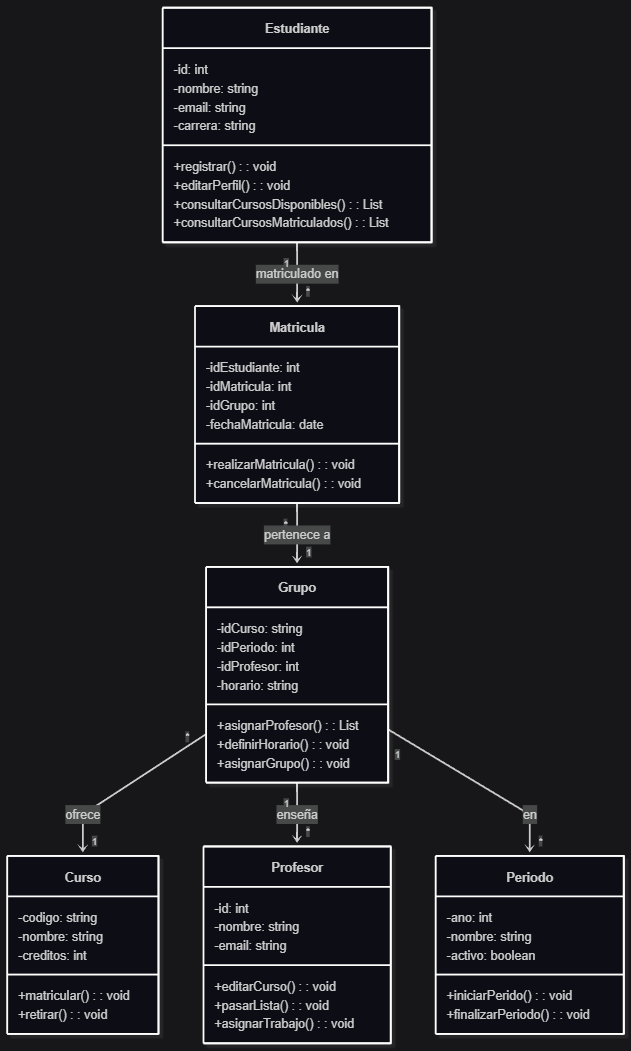 Estudiante
-id: int
-nombre: string
-email: string
-carrera: string
+registrar() : : void
+editarPerfil() : : void
+consultarCursosDisponibles() : : List
+consultarCursosMatriculados() : : List
1
matriculado en
*
Matricula
-idEstudiante: int
-idMatricula: int
-idGrupo: int
-fechaMatricula: date
+realizarMatricula() : : void
+cancelarMatricula() : : void
*
pertenece a
1
Grupo
-idCurso: string
-idPeriodo: int
-idProfesor: int
-horario: string
+asignarProfesor() : : List
+definirHorario() : : void
+asignarGrupo() : : void
*
ofrece
1
1
enseña
*
1
en
*
Curso
-codigo: string
-nombre: string
-creditos: int
+matricular() : : void
+retirar() : : void
Profesor
-id: int
-nombre: string
-email: string
+editarCurso() : : void
+pasarLista() : : void
+asignarTrabajo() : : void
Periodo
-ano: int
-nombre: string
-activo: boolean
+iniciarPerido() : : void
+finalizarPeriodo() : : void